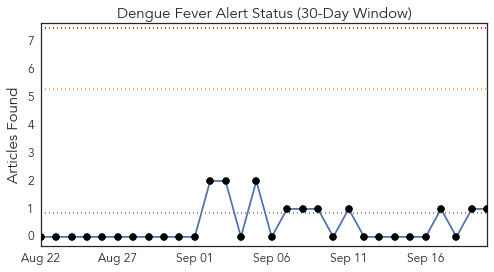 Dengue Fever Alert Status (30-Day Window)
Articles Found
7
6
5
4
3
2
1
0
Aug 22 Aug 27 Sep 01 Sep 06 Sep 11 Sep 16